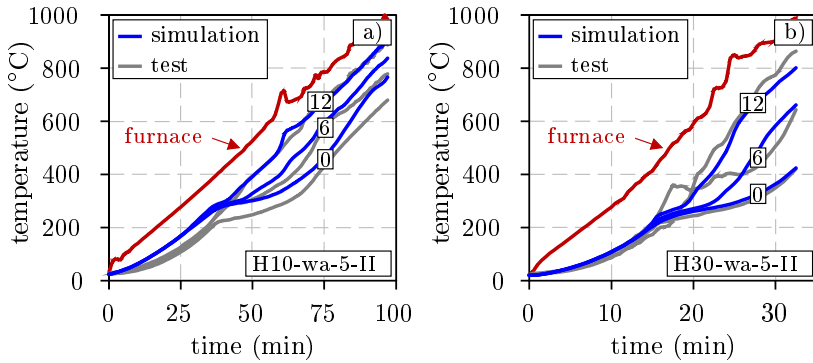 1000
800
600
400
200
0
temperature (°C)
simulation
test
a)
furnace
12
6
0
H10-wa-5-II
0
25
50
75
100
time (min)
1000
800
600
400
200
0
temperature (°C)
simulation
test
b)
furnace
12
6
0
H30-wa-5-II
0
10
20
30
time (min)